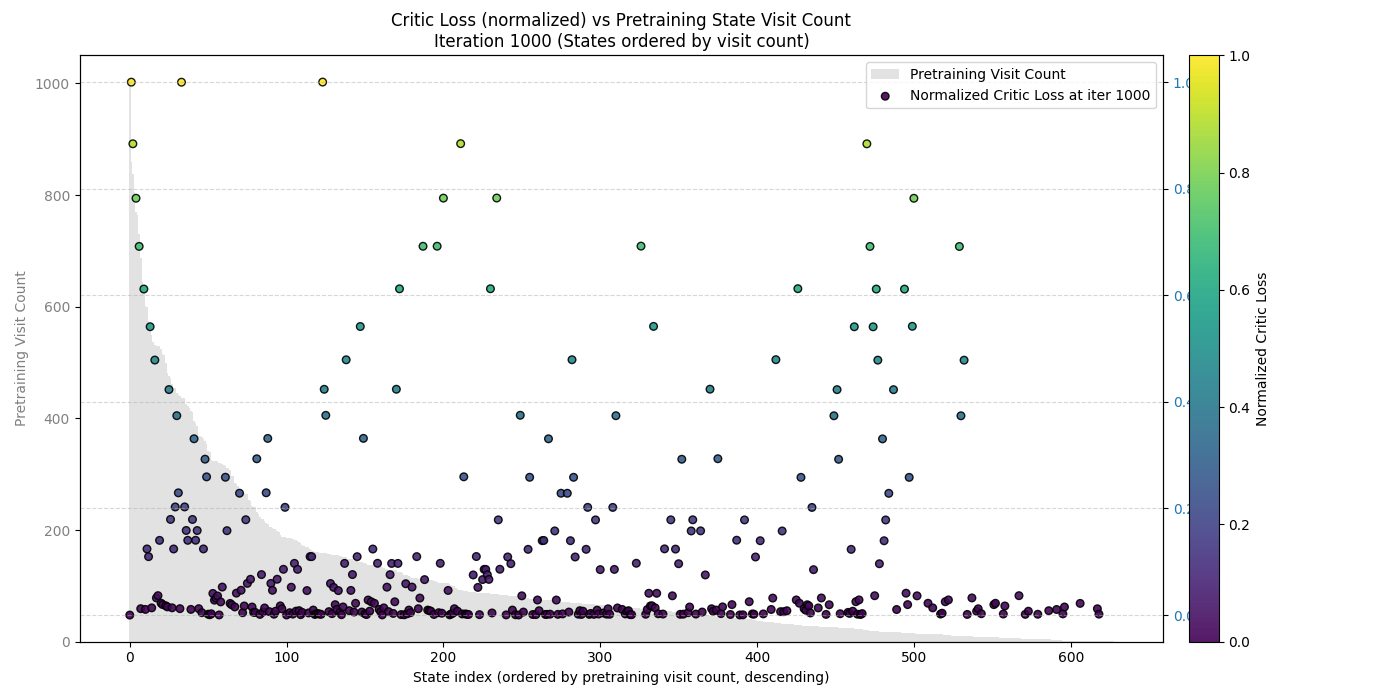 Critic Loss (normalized) vs Pretraining State Visit Count
Iteration 1000 (States ordered by visit count)
Pretraining Visit Count
Normalized Critic Loss at iter 1000
Pretraining Visit Count
1000
800
600
400
200
0
0
100
200
300
400
500
600
State index (ordered by pretraining visit count, descending)
1.0
0.8
0.6
0.4
0.2
0.0
Normalized Critic Loss